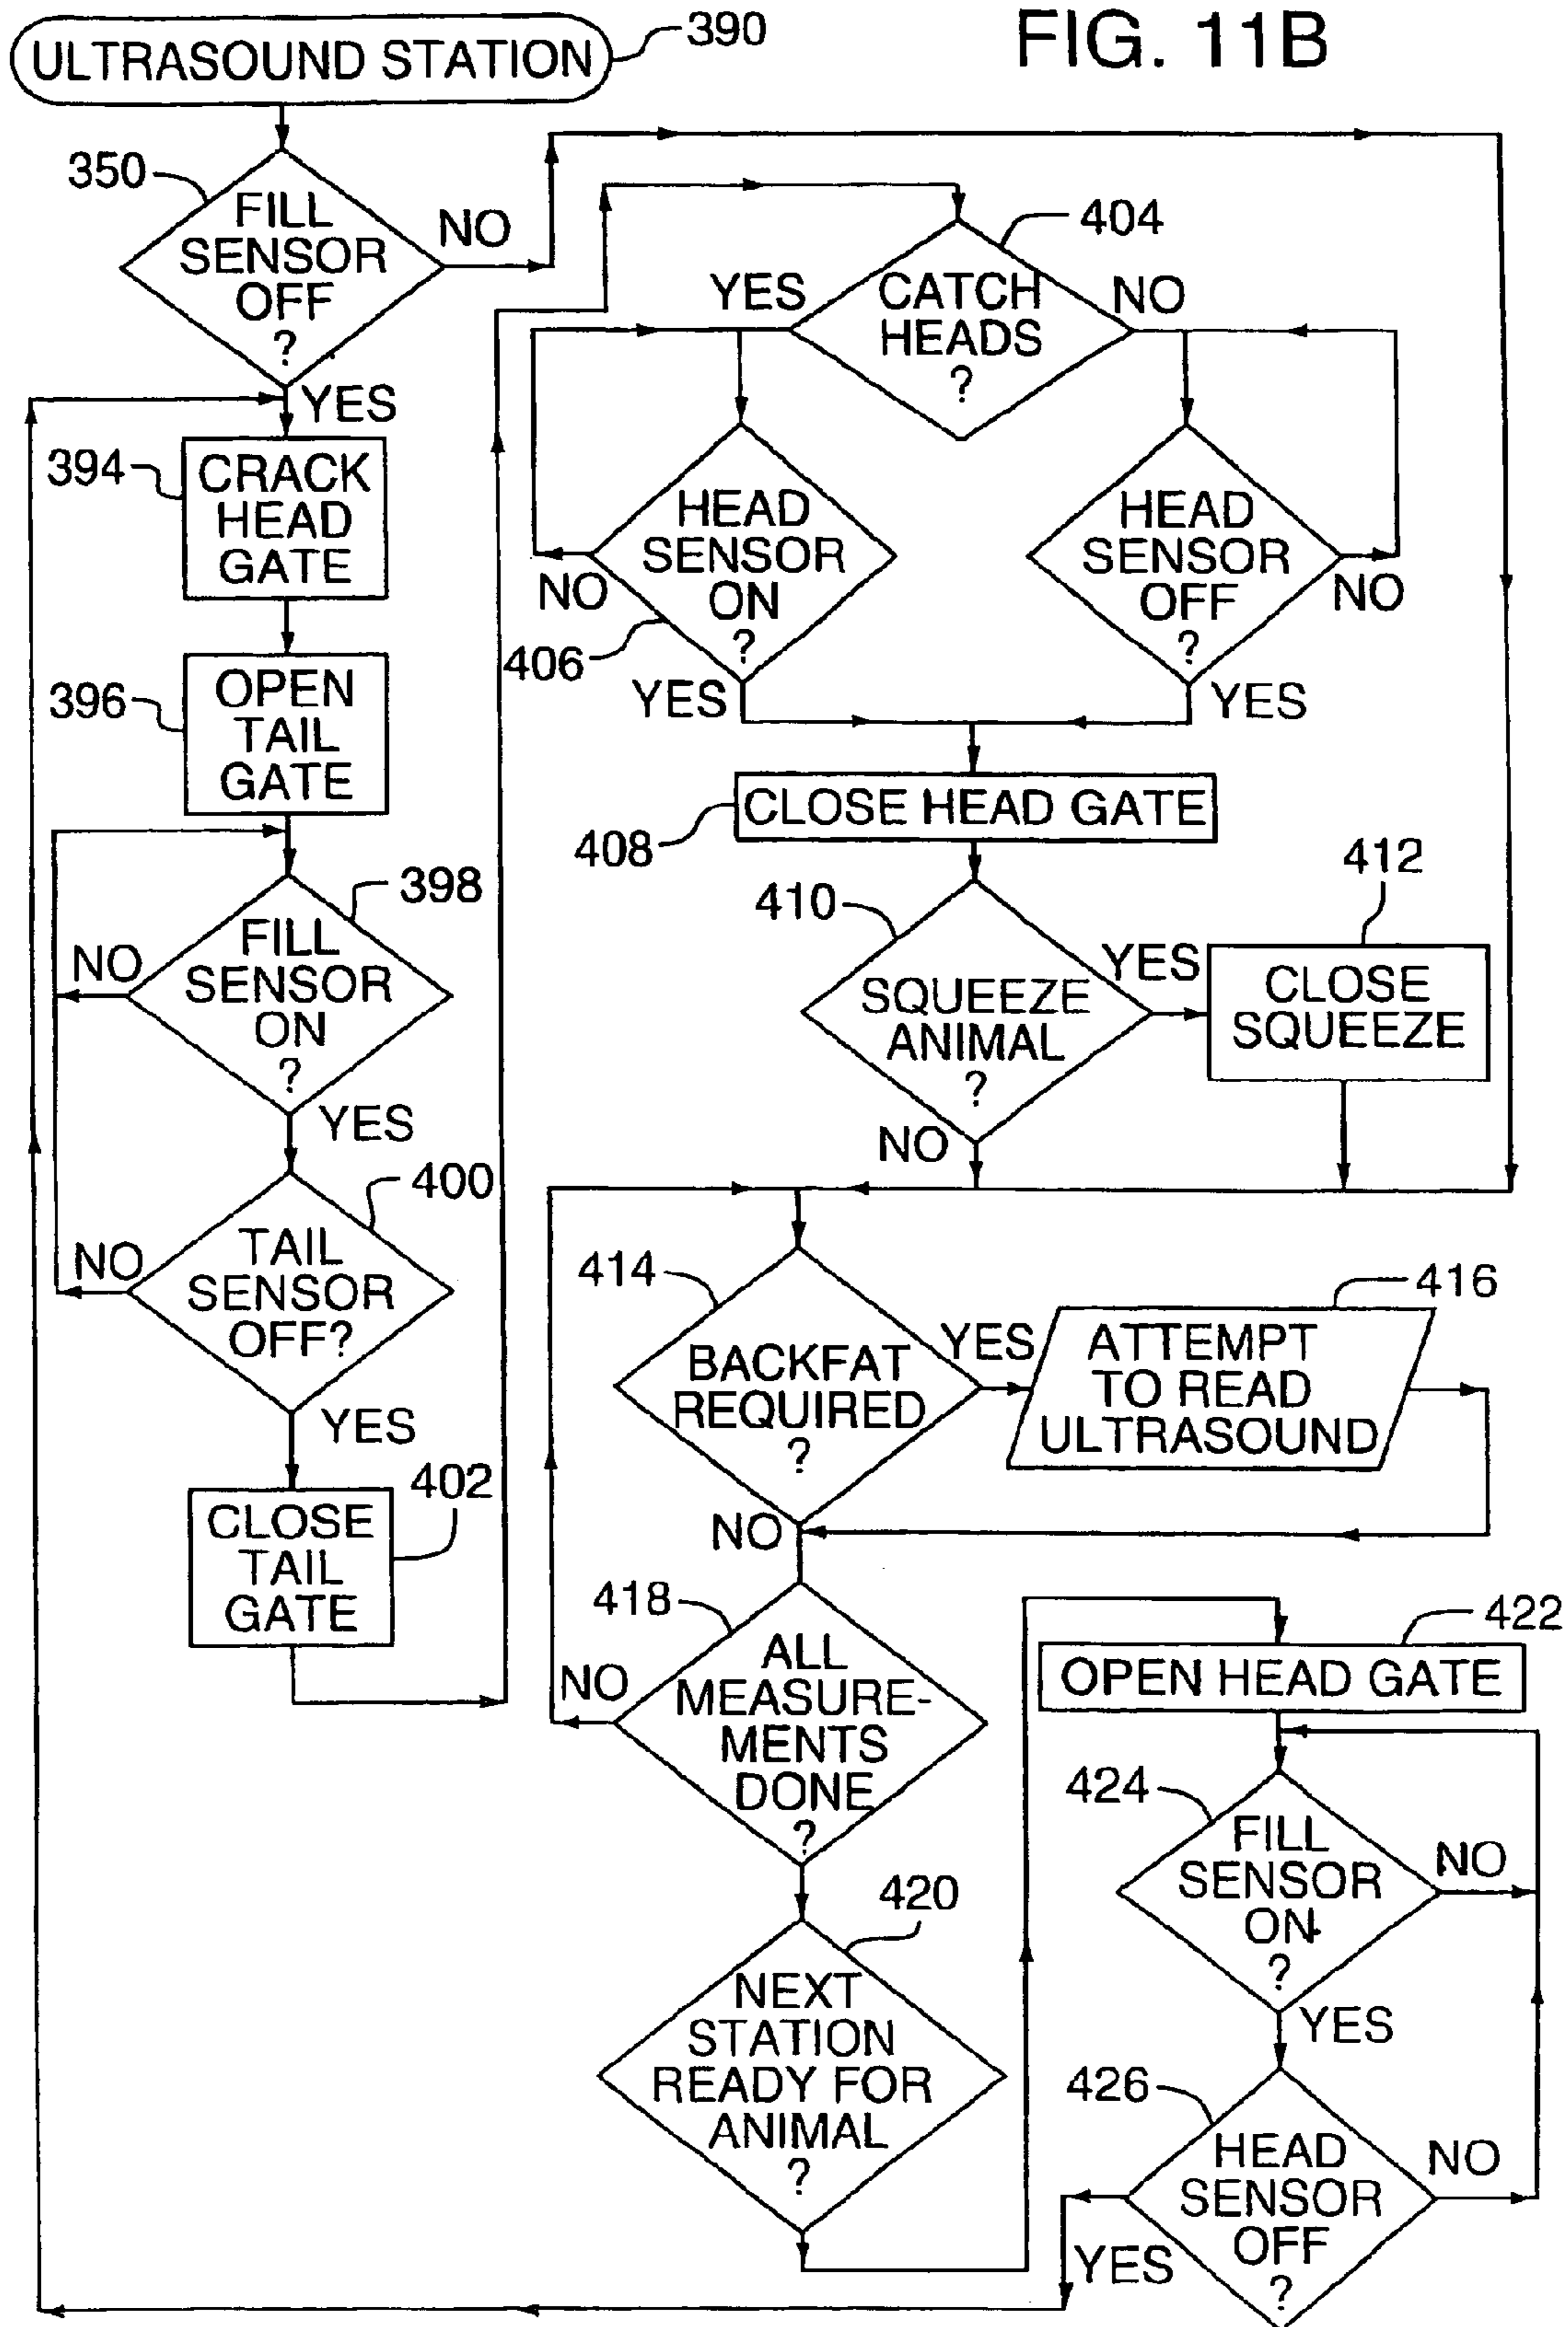 FIG. 11B
ULTRASOUND STATION
390
350
FILL
SENSOR
OFF
?
NO
YES
394
CRACK
HEAD
GATE
396
OPEN
TAIL
GATE
398
FILL
SENSOR
ON
?
NO
YES
400
TAIL
SENSOR
OFF?
NO
YES
402
CLOSE
TAIL
GATE
404
CATCH
HEADS
?
YES
NO
HEAD
SENSOR
ON
?
NO
406
YES
HEAD
SENSOR
OFF
?
NO
YES
CLOSE HEAD GATE
408
410
SQUEEZE
ANIMAL
?
YES
NO
412
CLOSE
SQUEEZE
414
BACKFAT
REQUIRED
?
YES
NO
416
ATTEMPT
TO READ
ULTRASOUND
418
ALL
MEASURE-
MENTS
DONE
?
NO
420
NEXT
STATION
READY FOR
ANIMAL
?
422
OPEN HEAD GATE
424
FILL
SENSOR
ON
?
NO
YES
426
HEAD
SENSOR
OFF
?
NO
YES